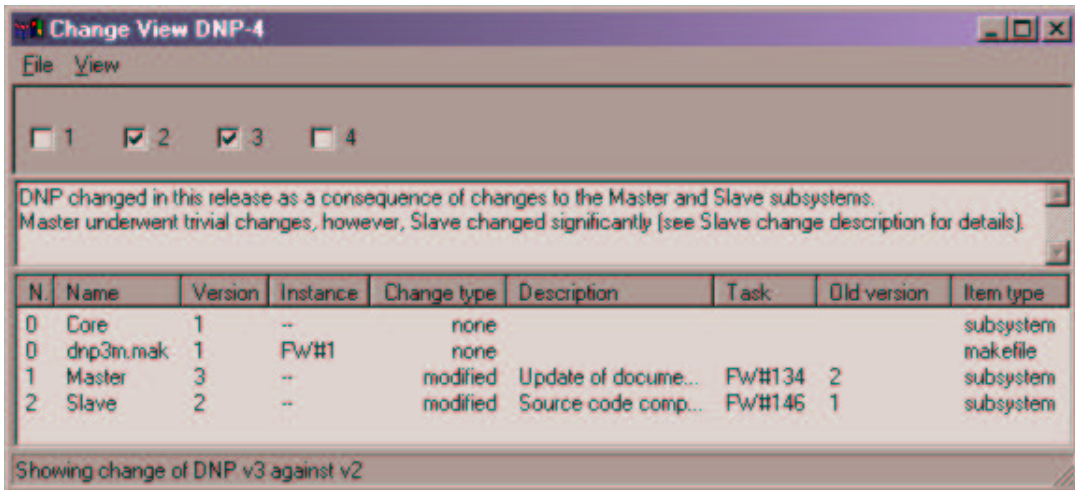 Change View DNP-4
File View
1 2 3 4
DNP changed in this release as a consequence of changes to the Master and Slave subsystems.
Master underwent trivial changes, however, Slave changed significantly (see Slave change description for details).
N. Name Version Instance Change type Description Task Old version Item type
0 Core 1 -- none subsystem
0 dnp3m.mak 1 FW#1 none makefile
1 Master 3 -- modified Update of docume... FW#134 2 subsystem
2 Slave 2 -- modified Source code comp... FW#146 1 subsystem
Showing change of DNP v3 against v2